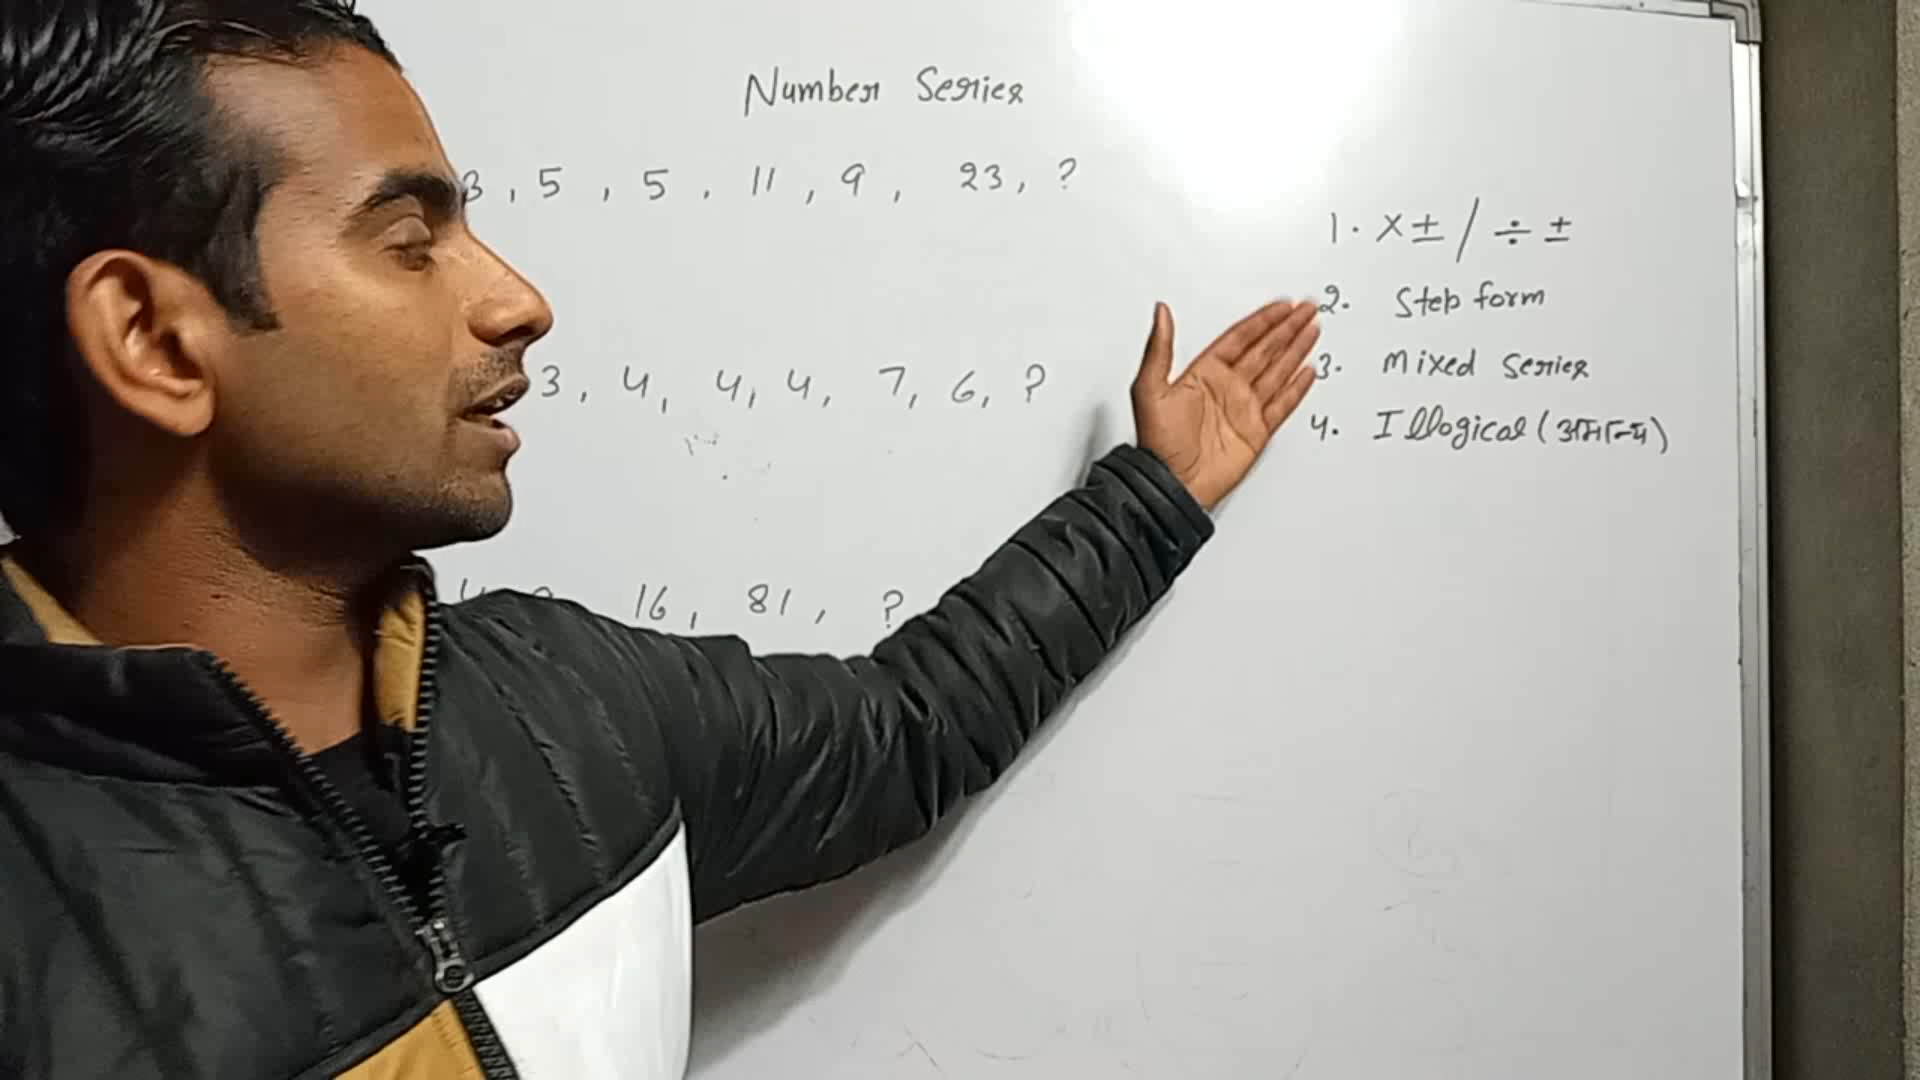 Number Series
3, 5, 5, 11, 9, 23, ?
1. × ± / ÷ ±
2. Step form
3, 4, 4, 4, 7, 6, ?
3. Mixed Series
4. Illogical (असमान्य)
16, 81, ?